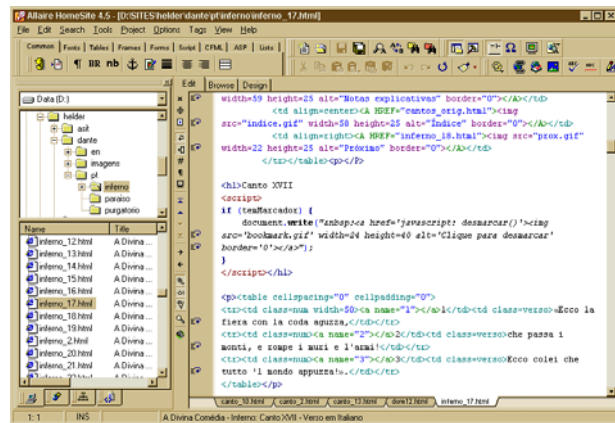 Allaire HomeSite 4.5 - [D:\SITES\helder\dante\pt\inferno\inferno_17.html]
File Edit Search Tools Project Options Tags View Help
Common Fonts Tables Frames Forms Script CFML ASP Lists
¶ BR nb
Edit Browse Design
Data (D:)
helder
asit
dante
en
imagens
pt
inferno
paraiso
purgatorio
Name Title
inferno_12.html A Divina ...
inferno_13.html A Divina ...
inferno_14.html A Divina ...
inferno_15.html A Divina ...
inferno_16.html A Divina ...
inferno_17.html A Divina ...
inferno_18.html A Divina ...
inferno_19.html A Divina ...
inferno_2.html A Divina ...
inferno_20.html A Divina ...
inferno_21.html A Divina ...
width=59 height=25 alt="Notas explicativas" border="0"></A></td>
<td align=center><A HREF="cantos_orig.html"><img
src="indice.gif" width=58 height=25 alt="Índice" border="0"></A></td>
<td align=right><A HREF="inferno_18.html"><img src="prox.gif"
width=22 height=25 alt="Próximo" border="0"></A></td>
</tr></table><p></P>
<h1>Canto XVII
<script>
if (temMarcador) {
document.write("&nbsp;<a href='javascript: desmarcar()'><img
src='bookmark.gif' width=24 height=40 alt='Clique para desmarcar'
border='0'></a>");
}
</script></h1>
<p><table cellspacing="0" cellpadding="0">
<tr><td class=num width=50><a name="1">1</td><td class=verso>«Ecco la
fiera con la coda aguzza,</td></tr>
<tr><td class=num><a name="2">2</td><td class=verso>che passa i
monti, e rompe i muri e l'armi!</td></tr>
<tr><td class=num><a name="3">3</td><td class=verso>Ecco colei che
tutto 'l mondo appuzza!».</td></tr>
</table></p>
canto_10.html canto_2.html canto_13.html dore12.html inferno_17.html
1: 1 INS A Divina Comédia - Inferno: Canto XVII - Verso em Italiano